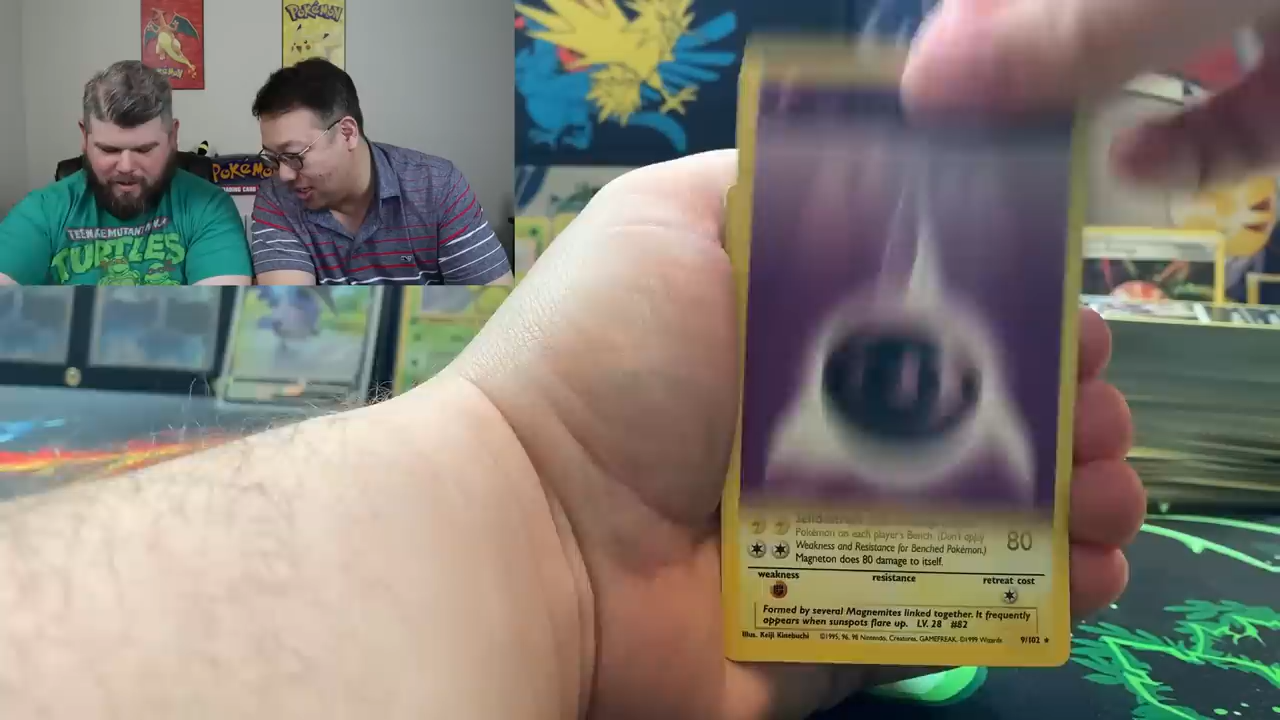 POKéMON
POKéMON
POKéMON
TEENAGE MUTANT NINJA
TURTLES
Pokémon on each player's Bench. (Don't apply
Weakness and Resistance for Benched Pokémon.)
Magneton does 80 damage to itself.
80
weakness
resistance
retreat cost
Formed by several Magnemites linked together. It frequently
appears when sunspots flare up. LV. 28 #82
Illus. Keiji Kinebuchi
©1995, 96, 98 Nintendo, Creatures, GAMEFREAK. ©1999 Wizards
9/102 ★